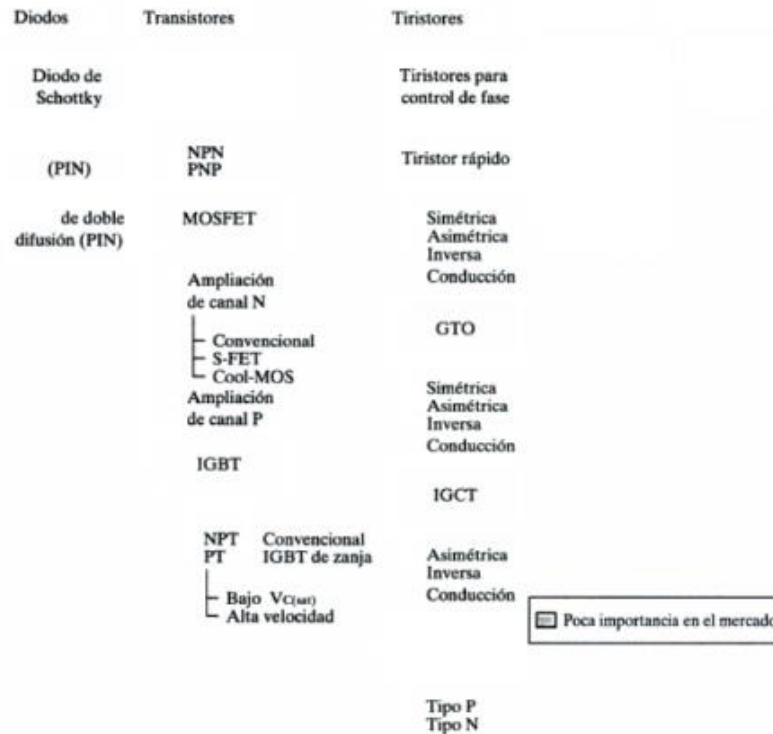 Diodos
Transistores
Tiristores
Diodo de
Schottky
(PIN)
de doble
difusión (PIN)
NPN
PNP
MOSFET
Ampliación
de canal N
Convencional
S-FET
Cool-MOS
Ampliación
de canal P
IGBT
NPT Convencional
PT IGBT de zanja
Bajo VC(sat)
Alta velocidad
Tiristores para
control de fase
Tiristor rápido
Simétrica
Asimétrica
Inversa
Conducción
GTO
Simétrica
Asimétrica
Inversa
Conducción
IGCT
Asimétrica
Inversa
Conducción
Tipo P
Tipo N
Poca importancia en el mercado